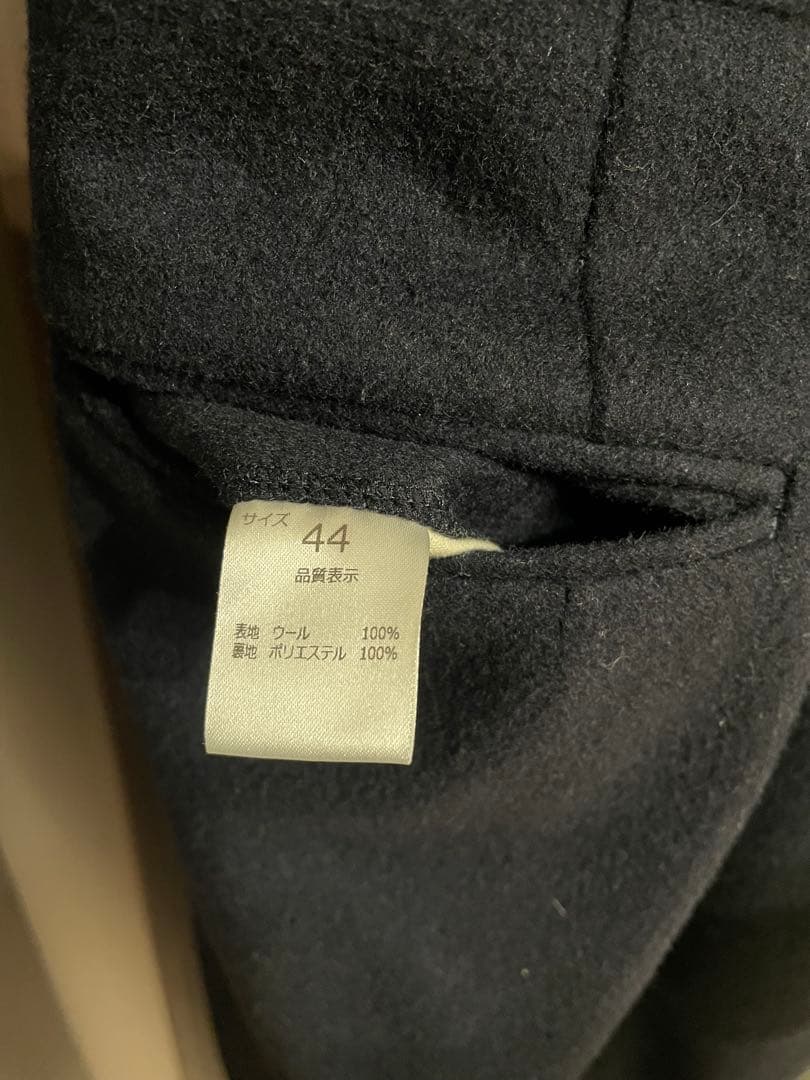 サイズ 44
品質表示
表地 ウール 100%
裏地 ポリエステル 100%